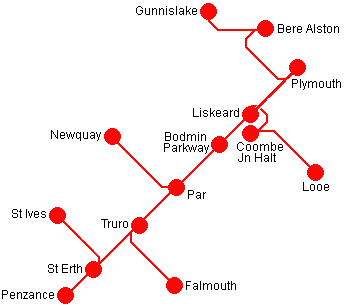 Gunnislake
Bere Alston
Plymouth
Liskeard
Newquay
Bodmin
Parkway
Coombe
Jn Halt
Looe
Par
St Ives
Truro
St Erth
Penzance
Falmouth